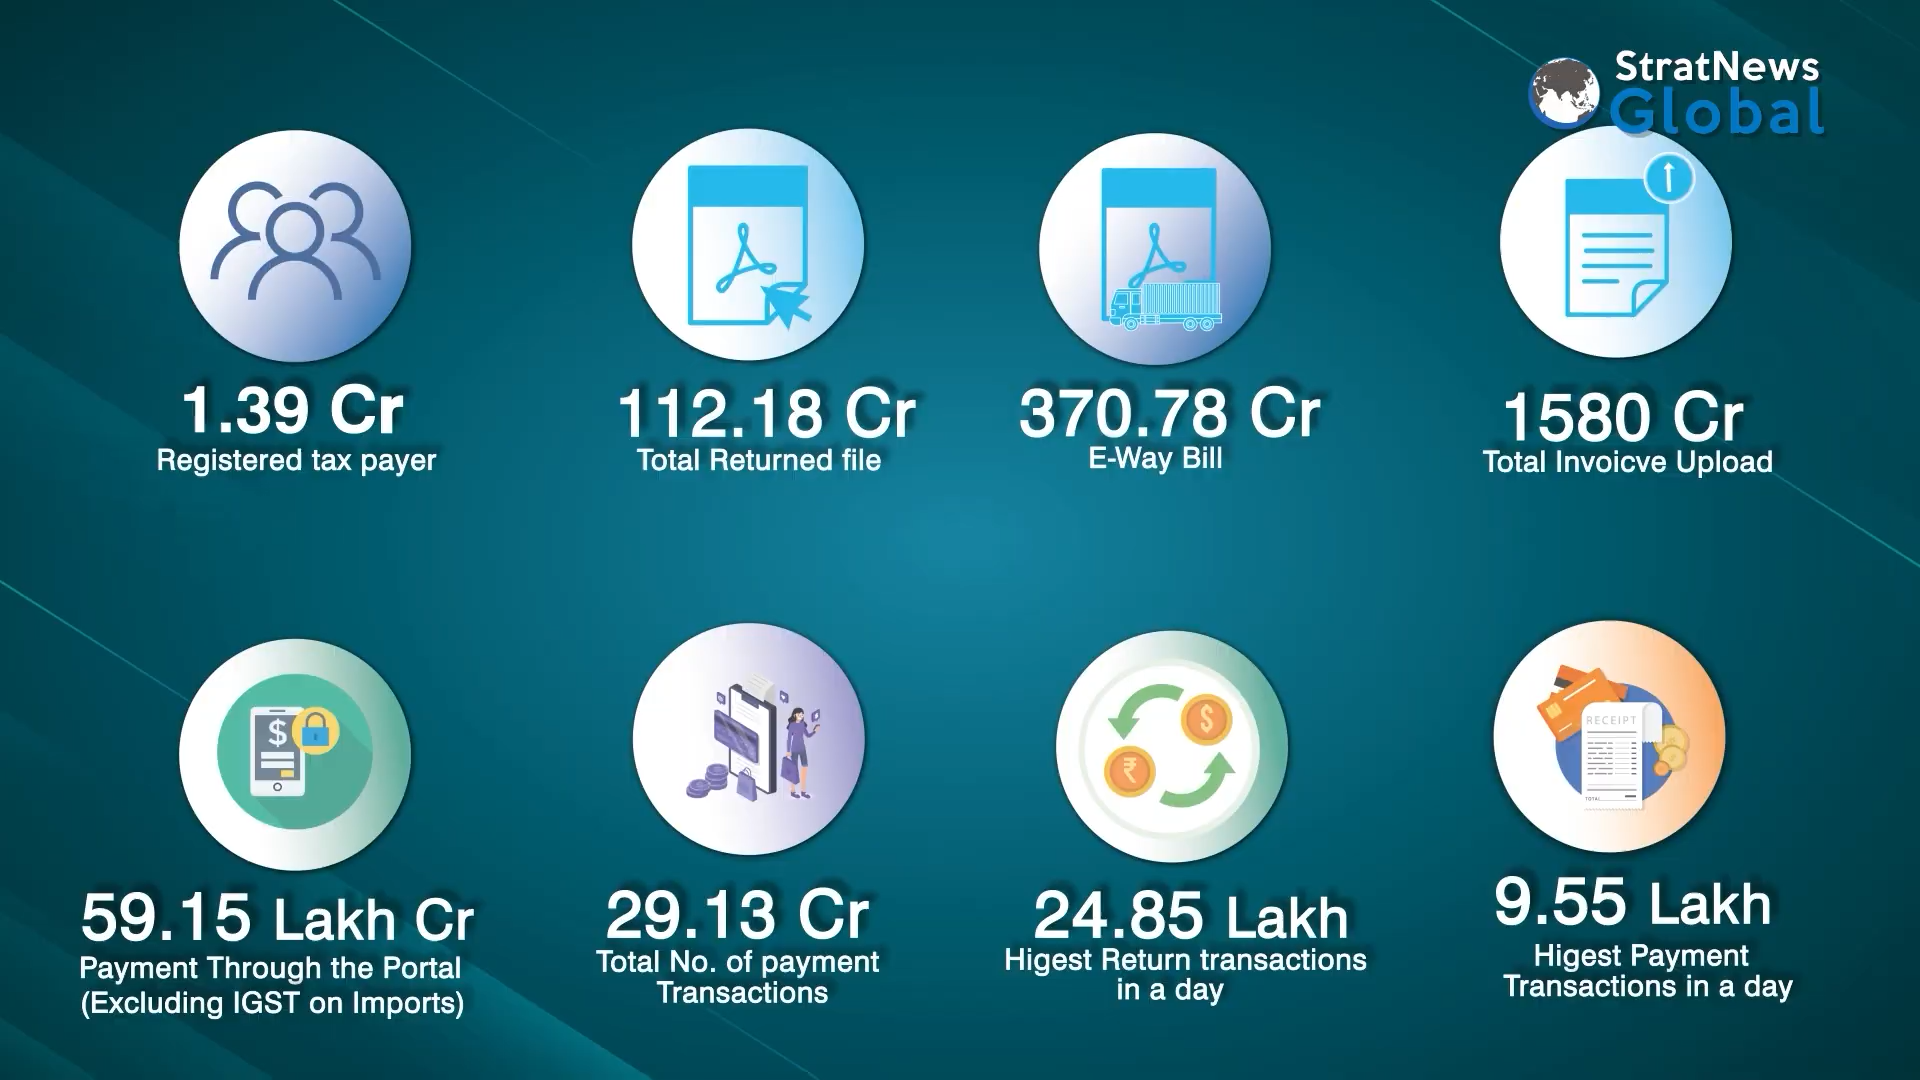 StratNews
Global
1.39 Cr
Registered tax payer
112.18 Cr
Total Returned file
370.78 Cr
E-Way Bill
1580 Cr
Total Invoicve Upload
$
$
₹
RECEIPT
TOTAL
59.15 Lakh Cr
Payment Through the Portal
(Excluding IGST on Imports)
29.13 Cr
Total No. of payment
Transactions
24.85 Lakh
Higest Return transactions
in a day
9.55 Lakh
Higest Payment
Transactions in a day